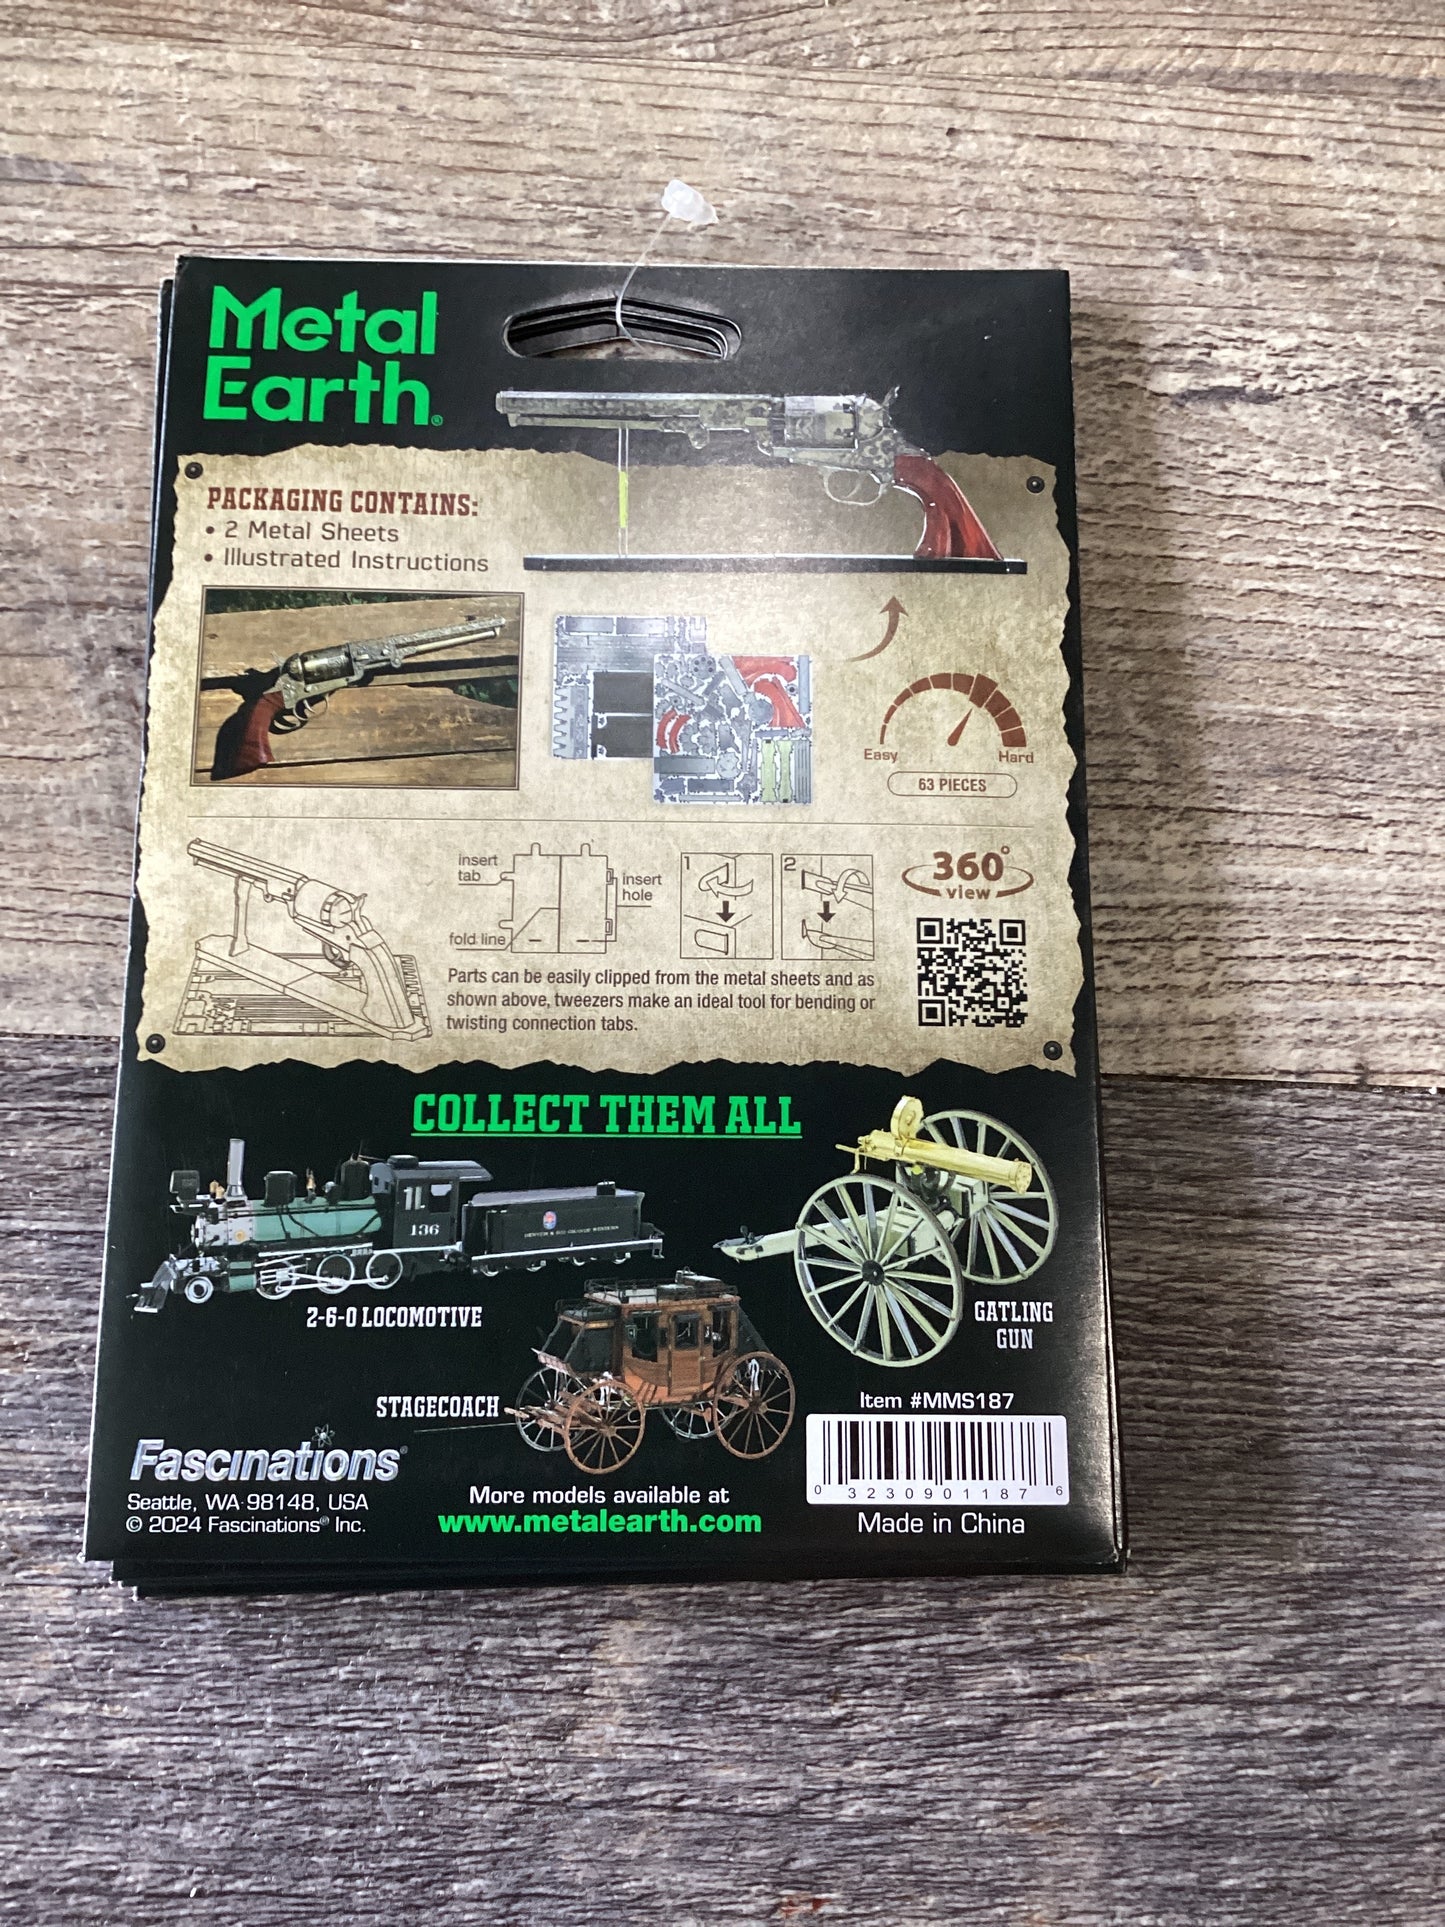 Metal
Earth®
PACKAGING CONTAINS:
• 2 Metal Sheets
• Illustrated Instructions
Easy
Hard
63 PIECES
insert
tab
insert
hole
fold line
1
2
360°
view
Parts can be easily clipped from the metal sheets and as
shown above, tweezers make an ideal tool for bending or
twisting connection tabs.
COLLECT THEM ALL
136
2-6-0 LOCOMOTIVE
GATLING
GUN
STAGECOACH
Item #MMS187
Fascinations®
Seattle, WA 98148, USA
© 2024 Fascinations® Inc.
More models available at
www.metalearth.com
0 32309 01187 6
Made in China